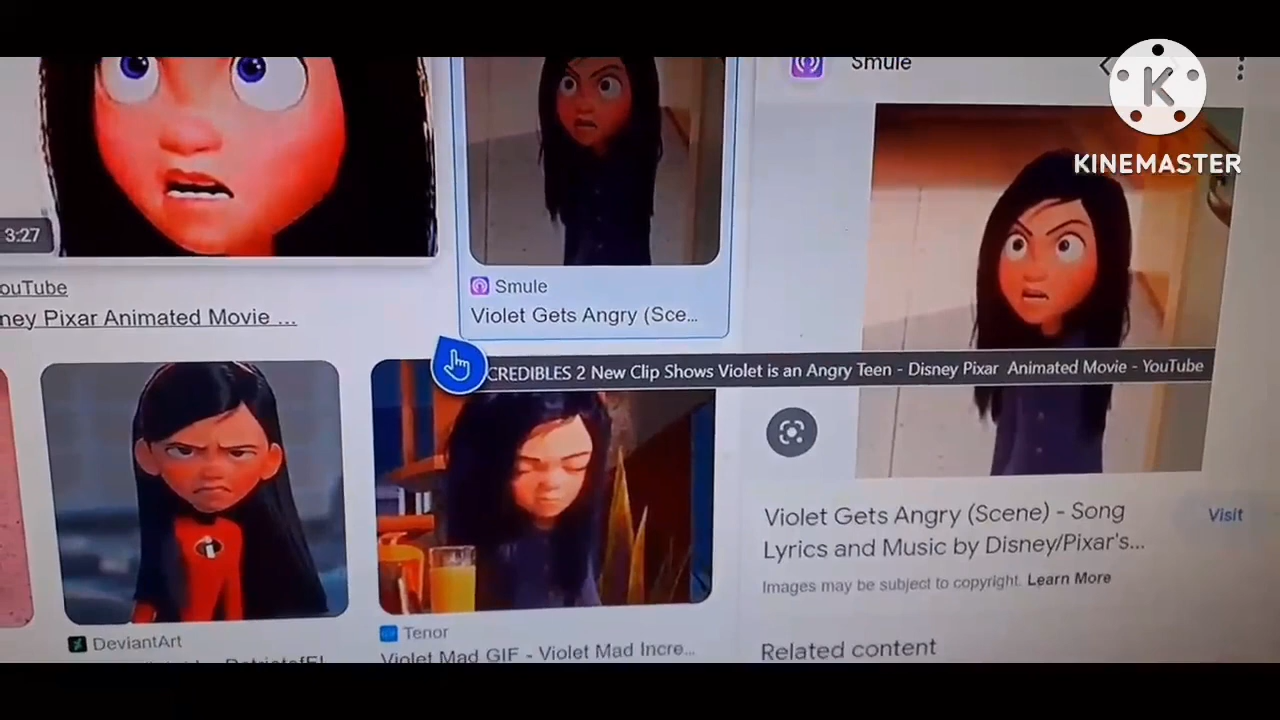 Smule
KINEMASTER
3:27
ouTube
ney Pixar Animated Movie ...
Smule
Violet Gets Angry (Sce...
CREDIBLES 2 New Clip Shows Violet is an Angry Teen - Disney Pixar Animated Movie - YouTube
Violet Gets Angry (Scene) - Song
Lyrics and Music by Disney/Pixar's...
Visit
Images may be subject to copyright. Learn More
DeviantArt
Tenor
Violet Mad GIF - Violet Mad Incre...
Related content